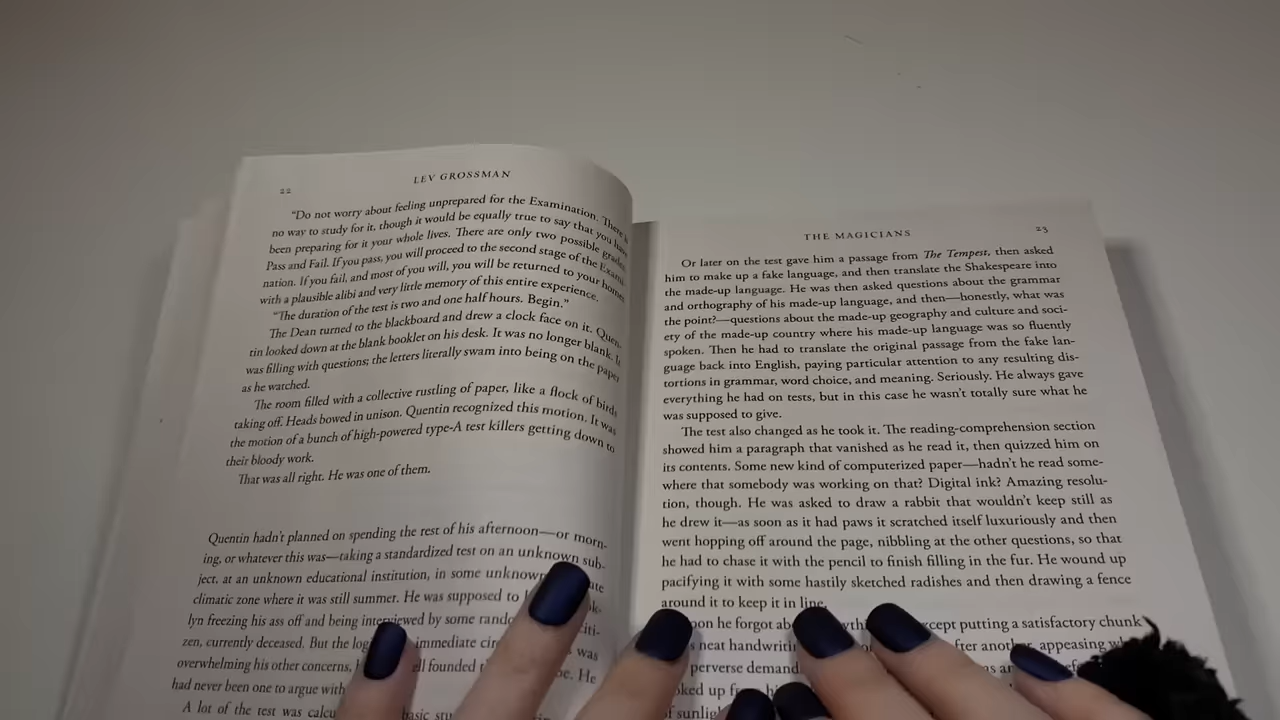 22
LEV GROSSMAN
“Do not worry about feeling unprepared for the Examination. There is
no way to study for it, though it would be equally true to say that you have
been preparing for it your whole lives. There are only two possible grades,
Pass and Fail. If you pass, you will proceed to the second stage of the Exami-
nation. If you fail, and most of you will, you will be returned to your homes
with a plausible alibi and very little memory of this entire experience.
“The duration of the test is two and one half hours. Begin.”
The Dean turned to the blackboard and drew a clock face on it. Quen-
tin looked down at the blank booklet on his desk. It was no longer blank. It
was filling with questions; the letters literally swam into being on the paper
as he watched.
The room filled with a collective rustling of paper, like a flock of birds
taking off. Heads bowed in unison. Quentin recognized this motion. It was
the motion of a bunch of high-powered type-A test killers getting down to
their bloody work.
That was all right. He was one of them.
Quentin hadn’t planned on spending the rest of his afternoon—or morn-
ing, or whatever this was—taking a standardized test on an unknown sub-
ject, at an unknown educational institution, in some unknown
climatic zone where it was still summer. He was supposed to
lyn freezing his ass off and being interviewed by some
zen, currently deceased. But the immediate was
overwhelming his other concerns, founded He
had never been one to argue with
A lot of the test was
THE MAGICIANS
23
Or later on the test gave him a passage from The Tempest, then asked
him to make up a fake language, and then translate the Shakespeare into
the made-up language. He was then asked questions about the grammar
and orthography of his made-up language, and then—honestly, what was
the point?—questions about the made-up geography and culture and soci-
ety of the made-up country where his made-up language was so fluently
spoken. Then he had to translate the original passage from the fake lan-
guage back into English, paying particular attention to any resulting dis-
tortions in grammar, word choice, and meaning. Seriously. He always gave
everything he had on tests, but in this case he wasn’t totally sure what he
was supposed to give.
The test also changed as he took it. The reading-comprehension section
showed him a paragraph that vanished as he read it, then quizzed him on
its contents. Some new kind of computerized paper—hadn’t he read some-
where that somebody was working on that? Digital ink? Amazing resolu-
tion, though. He was asked to draw a rabbit that wouldn’t keep still as
he drew it—as soon as it had paws it scratched itself luxuriously and then
went hopping off around the page, nibbling at the other questions, so that
he had to chase it with the pencil to finish filling in the fur. He wound up
pacifying it with some hastily sketched radishes and then drawing a fence
around it to keep it in line.
he forgot putting a satisfactory chunk
neat after another, appeasing
perverse
up